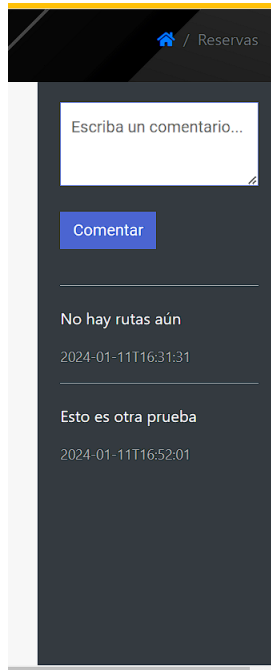 / Reservas
Escriba un comentario...
Comentar
No hay rutas aún
2024-01-11T16:31:31
Esto es otra prueba
2024-01-11T16:52:01